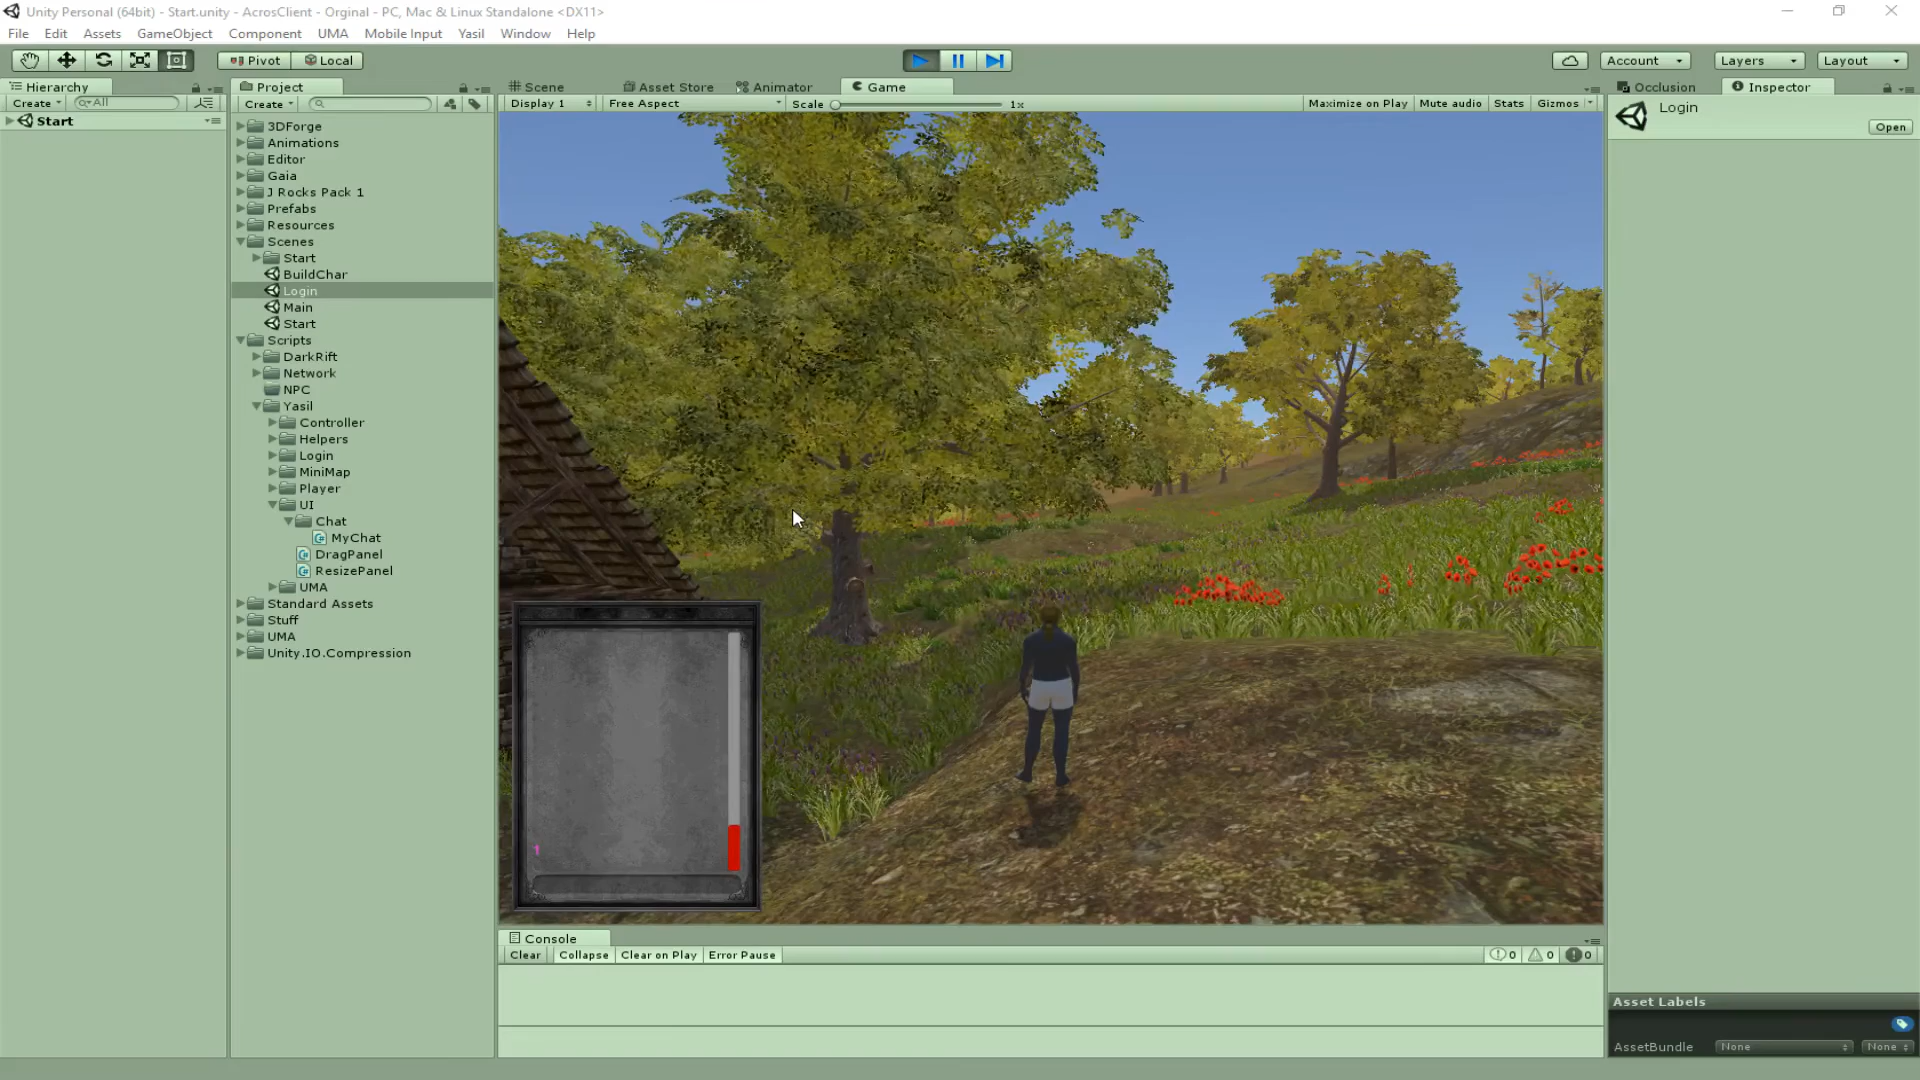 Unity Personal (64bit) - Start.unity - AcrosClient - Orginal - PC, Mac & Linux Standalone <DX11>
File Edit Assets GameObject Component UMA Mobile Input Yasil Window Help
Pivot Local Account Layers Layout
Hierarchy Project Scene Asset Store Animator Game Occlusion Inspector
Create All Create Display 1 Free Aspect Scale 1x Maximize on Play Mute audio Stats Gizmos
Login
Open
Start
3DForge
Animations
Editor
Gaia
J Rocks Pack 1
Prefabs
Resources
Scenes
Start
BuildChar
Login
Main
Start
Scripts
DarkRift
Network
NPC
Yasil
Controller
Helpers
Login
MiniMap
Player
UI
Chat
MyChat
DragPanel
ResizePanel
UMA
Standard Assets
Stuff
UMA
Unity.IO.Compression
Console
Clear Collapse Clear on Play Error Pause 0 0 0
Asset Labels
AssetBundle None None